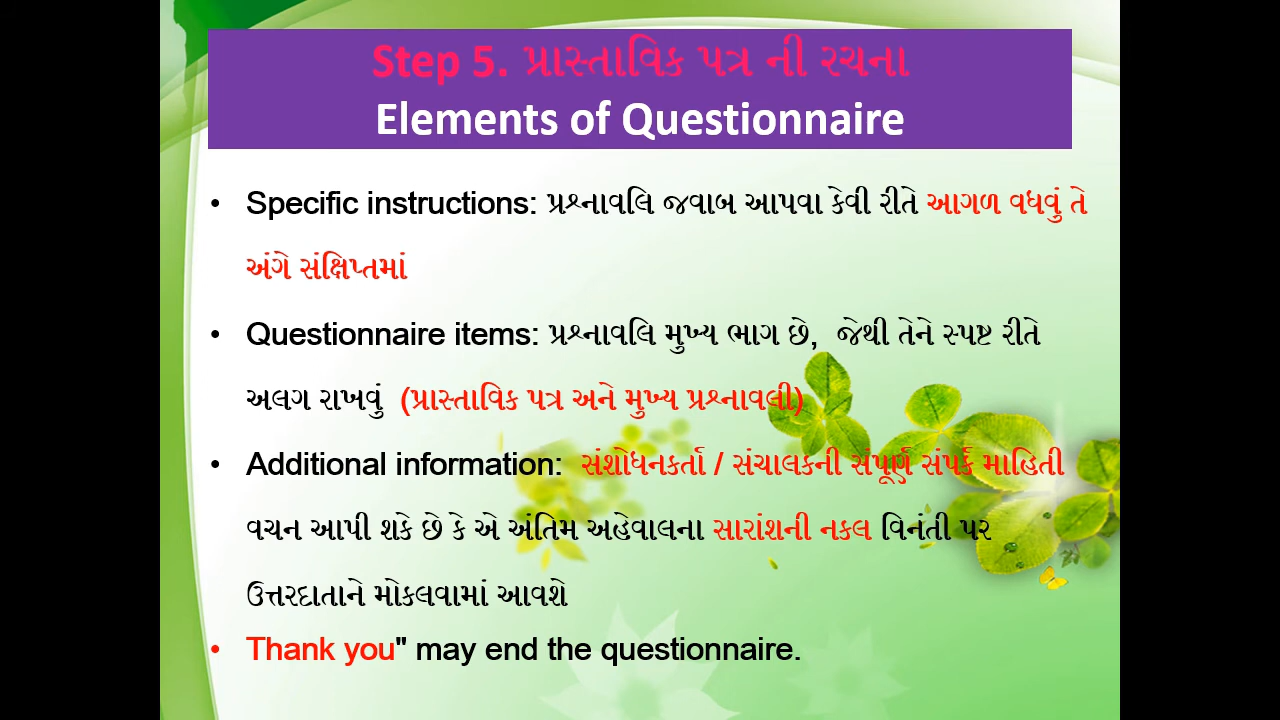 Step 5. પ્રાસ્તાવિક પત્ર ની રચના
Elements of Questionnaire
• Specific instructions: પ્રશ્નાવલિ જવાબ આપવા કેવી રીતે આગળ વધવું તે
અંગે સંક્ષિપ્તમાં
• Questionnaire items: પ્રશ્નાવલિ મુખ્ય ભાગ છે, જેથી તેને સ્પષ્ટ રીતે
અલગ રાખવું (પ્રાસ્તાવિક પત્ર અને મુખ્ય પ્રશ્નાવલી)
• Additional information: સંશોધનકર્તા / સંચાલકની સંપૂર્ણ સંપર્ક માહિતી
વચન આપી શકે છે કે એ અંતિમ અહેવાલના સારાંશની નકલ વિનંતી પર
ઉત્તરદાતાને મોકલવામાં આવશે
• Thank you" may end the questionnaire.